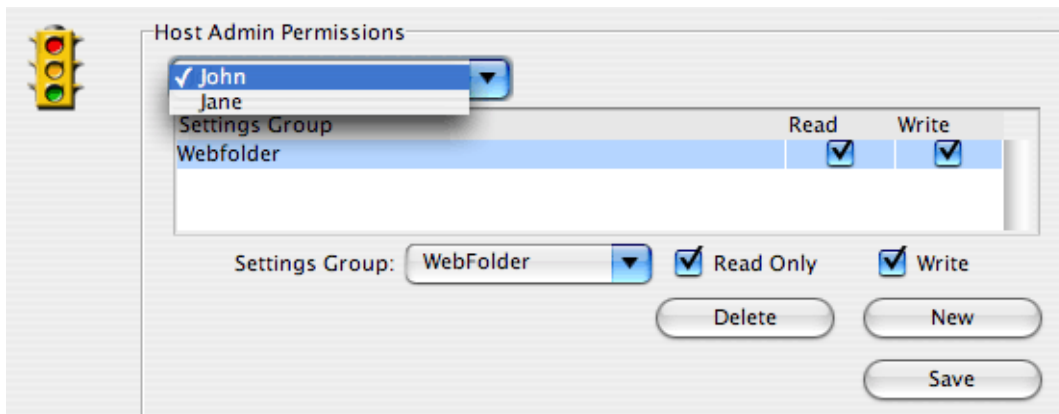 Host Admin Permissions
✓ John
Jane
Settings Group Read Write
Webfolder
Settings Group: WebFolder Read Only Write
Delete New
Save